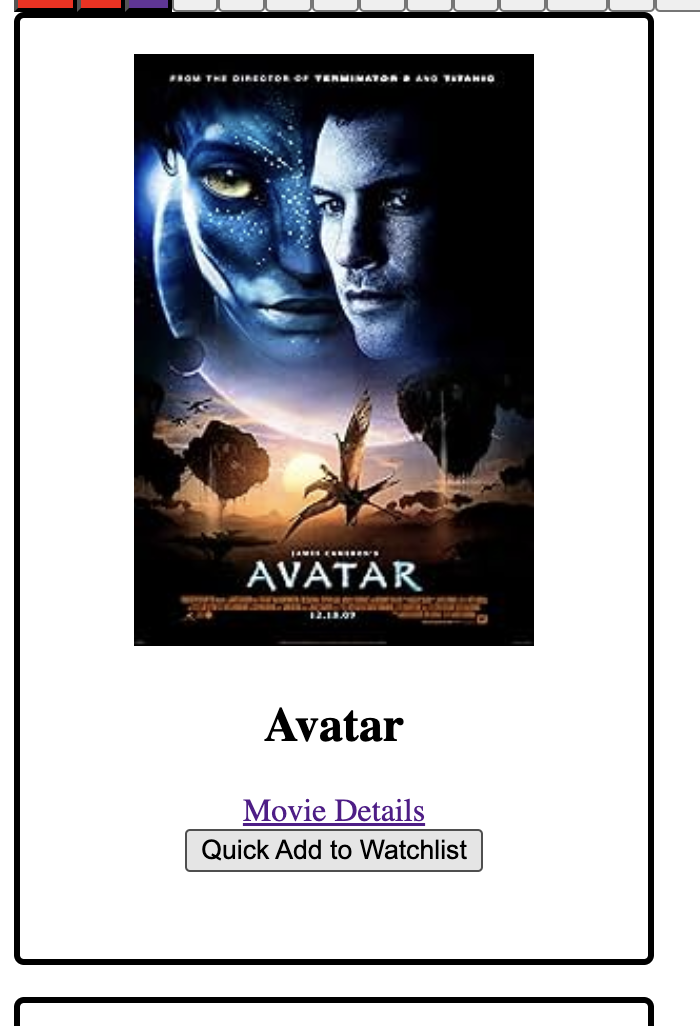 FROM THE DIRECTOR OF TERMINATOR 2 AND TITANIC
JAMES CAMERON'S
AVATAR
12.18.09
Avatar
Movie Details
Quick Add to Watchlist